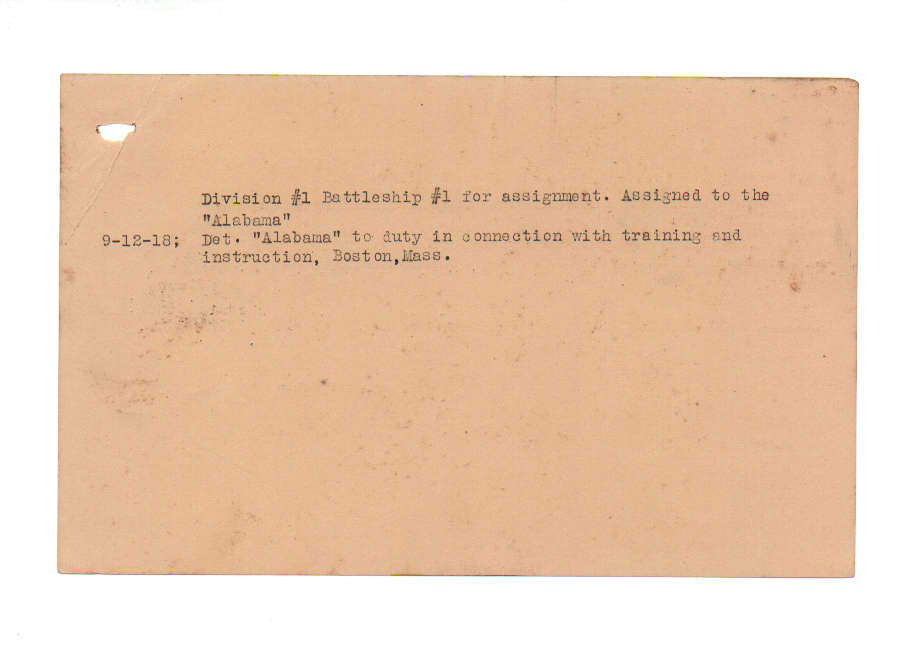 Division #1 Battleship #1 for assignment. Assigned to the
"Alabama"
9-12-18; Det. "Alabama" to duty in connection with training and
instruction, Boston,Mass.